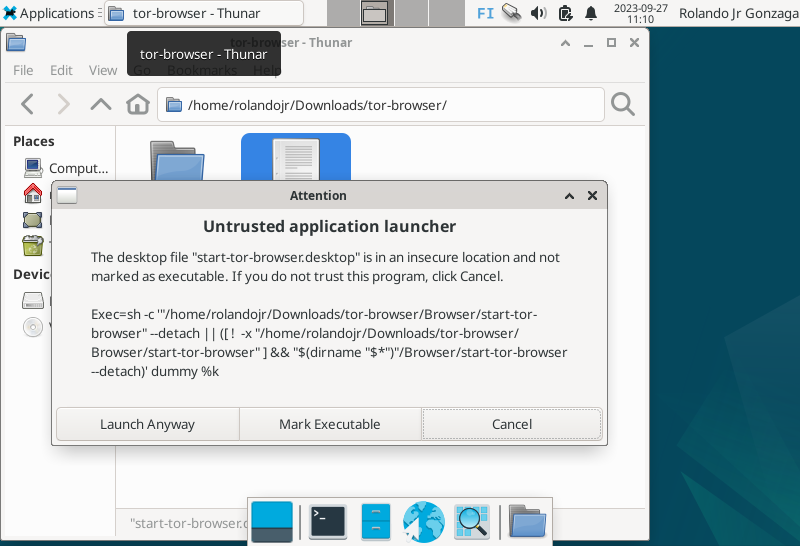 Applications
tor-browser - Thunar
FI
2023-09-27
11:10
Rolando Jr Gonzaga
tor-browser - Thunar
tor-browser - Thunar
File Edit View Go Bookmarks Help
/home/rolandojr/Downloads/tor-browser/
Places
Comput...
Devic
Attention
Untrusted application launcher
The desktop file "start-tor-browser.desktop" is in an insecure location and not
marked as executable. If you do not trust this program, click Cancel.
Exec=sh -c '"/home/rolandojr/Downloads/tor-browser/Browser/start-tor-
browser" --detach || ([ ! -x "/home/rolandojr/Downloads/tor-browser/
Browser/start-tor-browser" ] && "$(dirname "$*")"/Browser/start-tor-browser
--detach)' dummy %k
Launch Anyway Mark Executable Cancel
"start-tor-browser.d